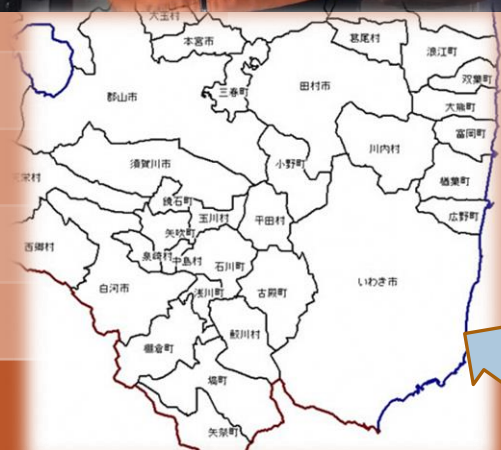 大玉村
本宮市
葛尾村
浪江町
双葉町
三春町
田村市
郡山市
大熊町
富岡町
川内村
須賀川市
小野町
栄村
楢葉町
鏡石町
玉川村
平田村
広野町
矢吹町
西郷村
泉崎村
中島村
石川町
いわき市
白河市
浅川町
古殿町
鮫川村
棚倉町
塙町
矢祭町